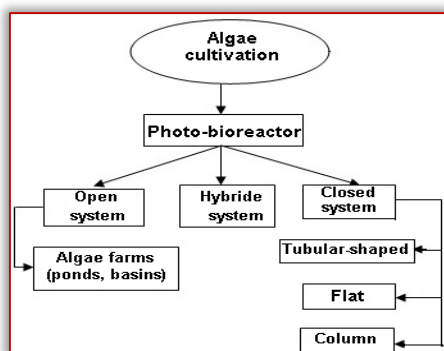 Algae
cultivation
Photo-bioreactor
Open
system
Hybride
system
Closed
system
Algae farms
(ponds, basins)
Tubular-shaped
Flat
Column